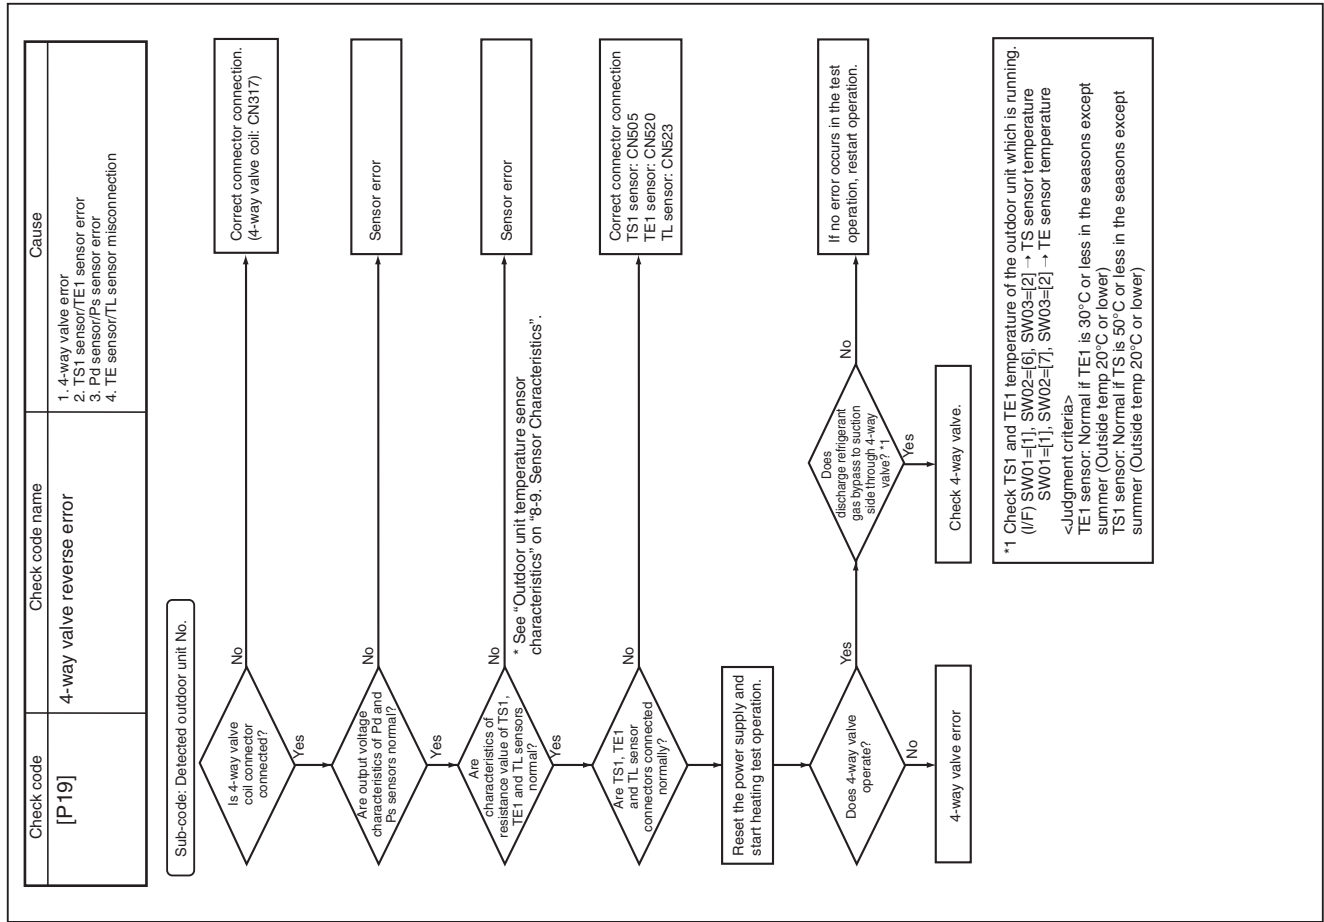 Check code
Check code name
Cause
[P19]
4-way valve reverse error
1. 4-way valve error
2. TS1 sensor/TE1 sensor error
3. Pd sensor/Ps sensor error
4. TE sensor/TL sensor misconnection
Sub-code: Detected outdoor unit No.
Is 4-way valve
coil connector
connected?
No
Correct connector connection.
(4-way valve coil: CN317)
Yes
Are output voltage
characteristics of Pd and
Ps sensors normal?
No
Sensor error
Yes
Are
characteristics of
resistance value of TS1,
TE1 and TL sensors
normal?
No
Sensor error
* See “Outdoor unit temperature sensor
characteristics” on “8-9. Sensor Characteristics”.
Yes
Are TS1, TE1
and TL sensor
connectors connected
normally?
No
Correct connector connection
TS1 sensor: CN505
TE1 sensor: CN520
TL sensor: CN523
Reset the power supply and
start heating test operation.
Does 4-way valve
operate?
Yes
No
4-way valve error
Does
discharge refrigerant
gas bypass to suction
side through 4-way
valve? *1
No
If no error occurs in the test
operation, restart operation.
Yes
Check 4-way valve.
*1 Check TS1 and TE1 temperature of the outdoor unit which is running.
(I/F) SW01=[1], SW02=[6], SW03=[2] → TS sensor temperature
SW01=[1], SW02=[7], SW03=[2] → TE sensor temperature
<Judgment criteria>
TE1 sensor: Normal if TE1 is 30°C or less in the seasons except
summer (Outside temp 20°C or lower)
TS1 sensor: Normal if TS is 50°C or less in the seasons except
summer (Outside temp 20°C or lower)